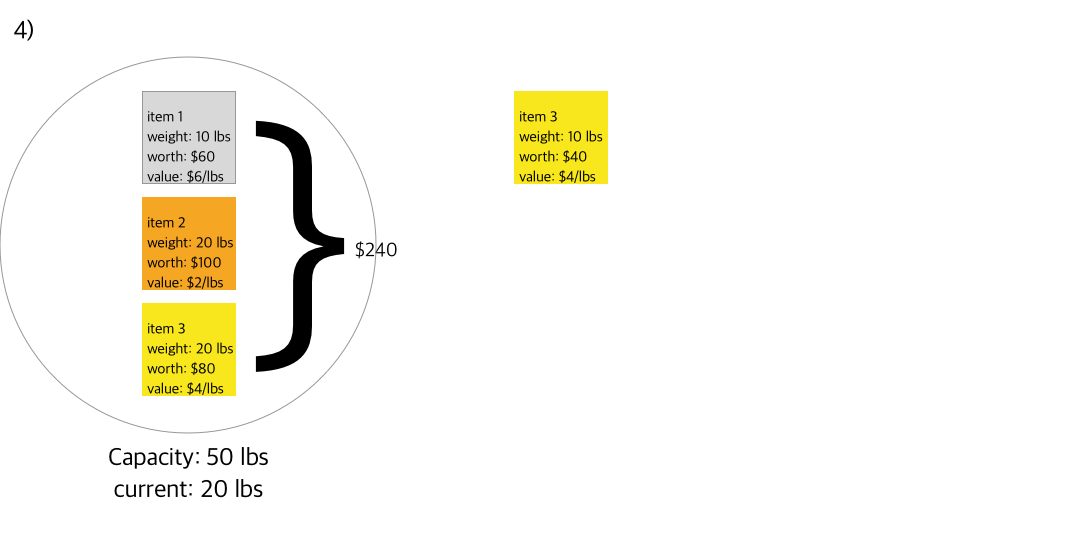 4)
item 1
weight: 10 lbs
worth: $60
value: $6/lbs
item 2
weight: 20 lbs
worth: $100
value: $2/lbs
item 3
weight: 20 lbs
worth: $80
value: $4/lbs
$240
item 3
weight: 10 lbs
worth: $40
value: $4/lbs
Capacity: 50 lbs
current: 20 lbs